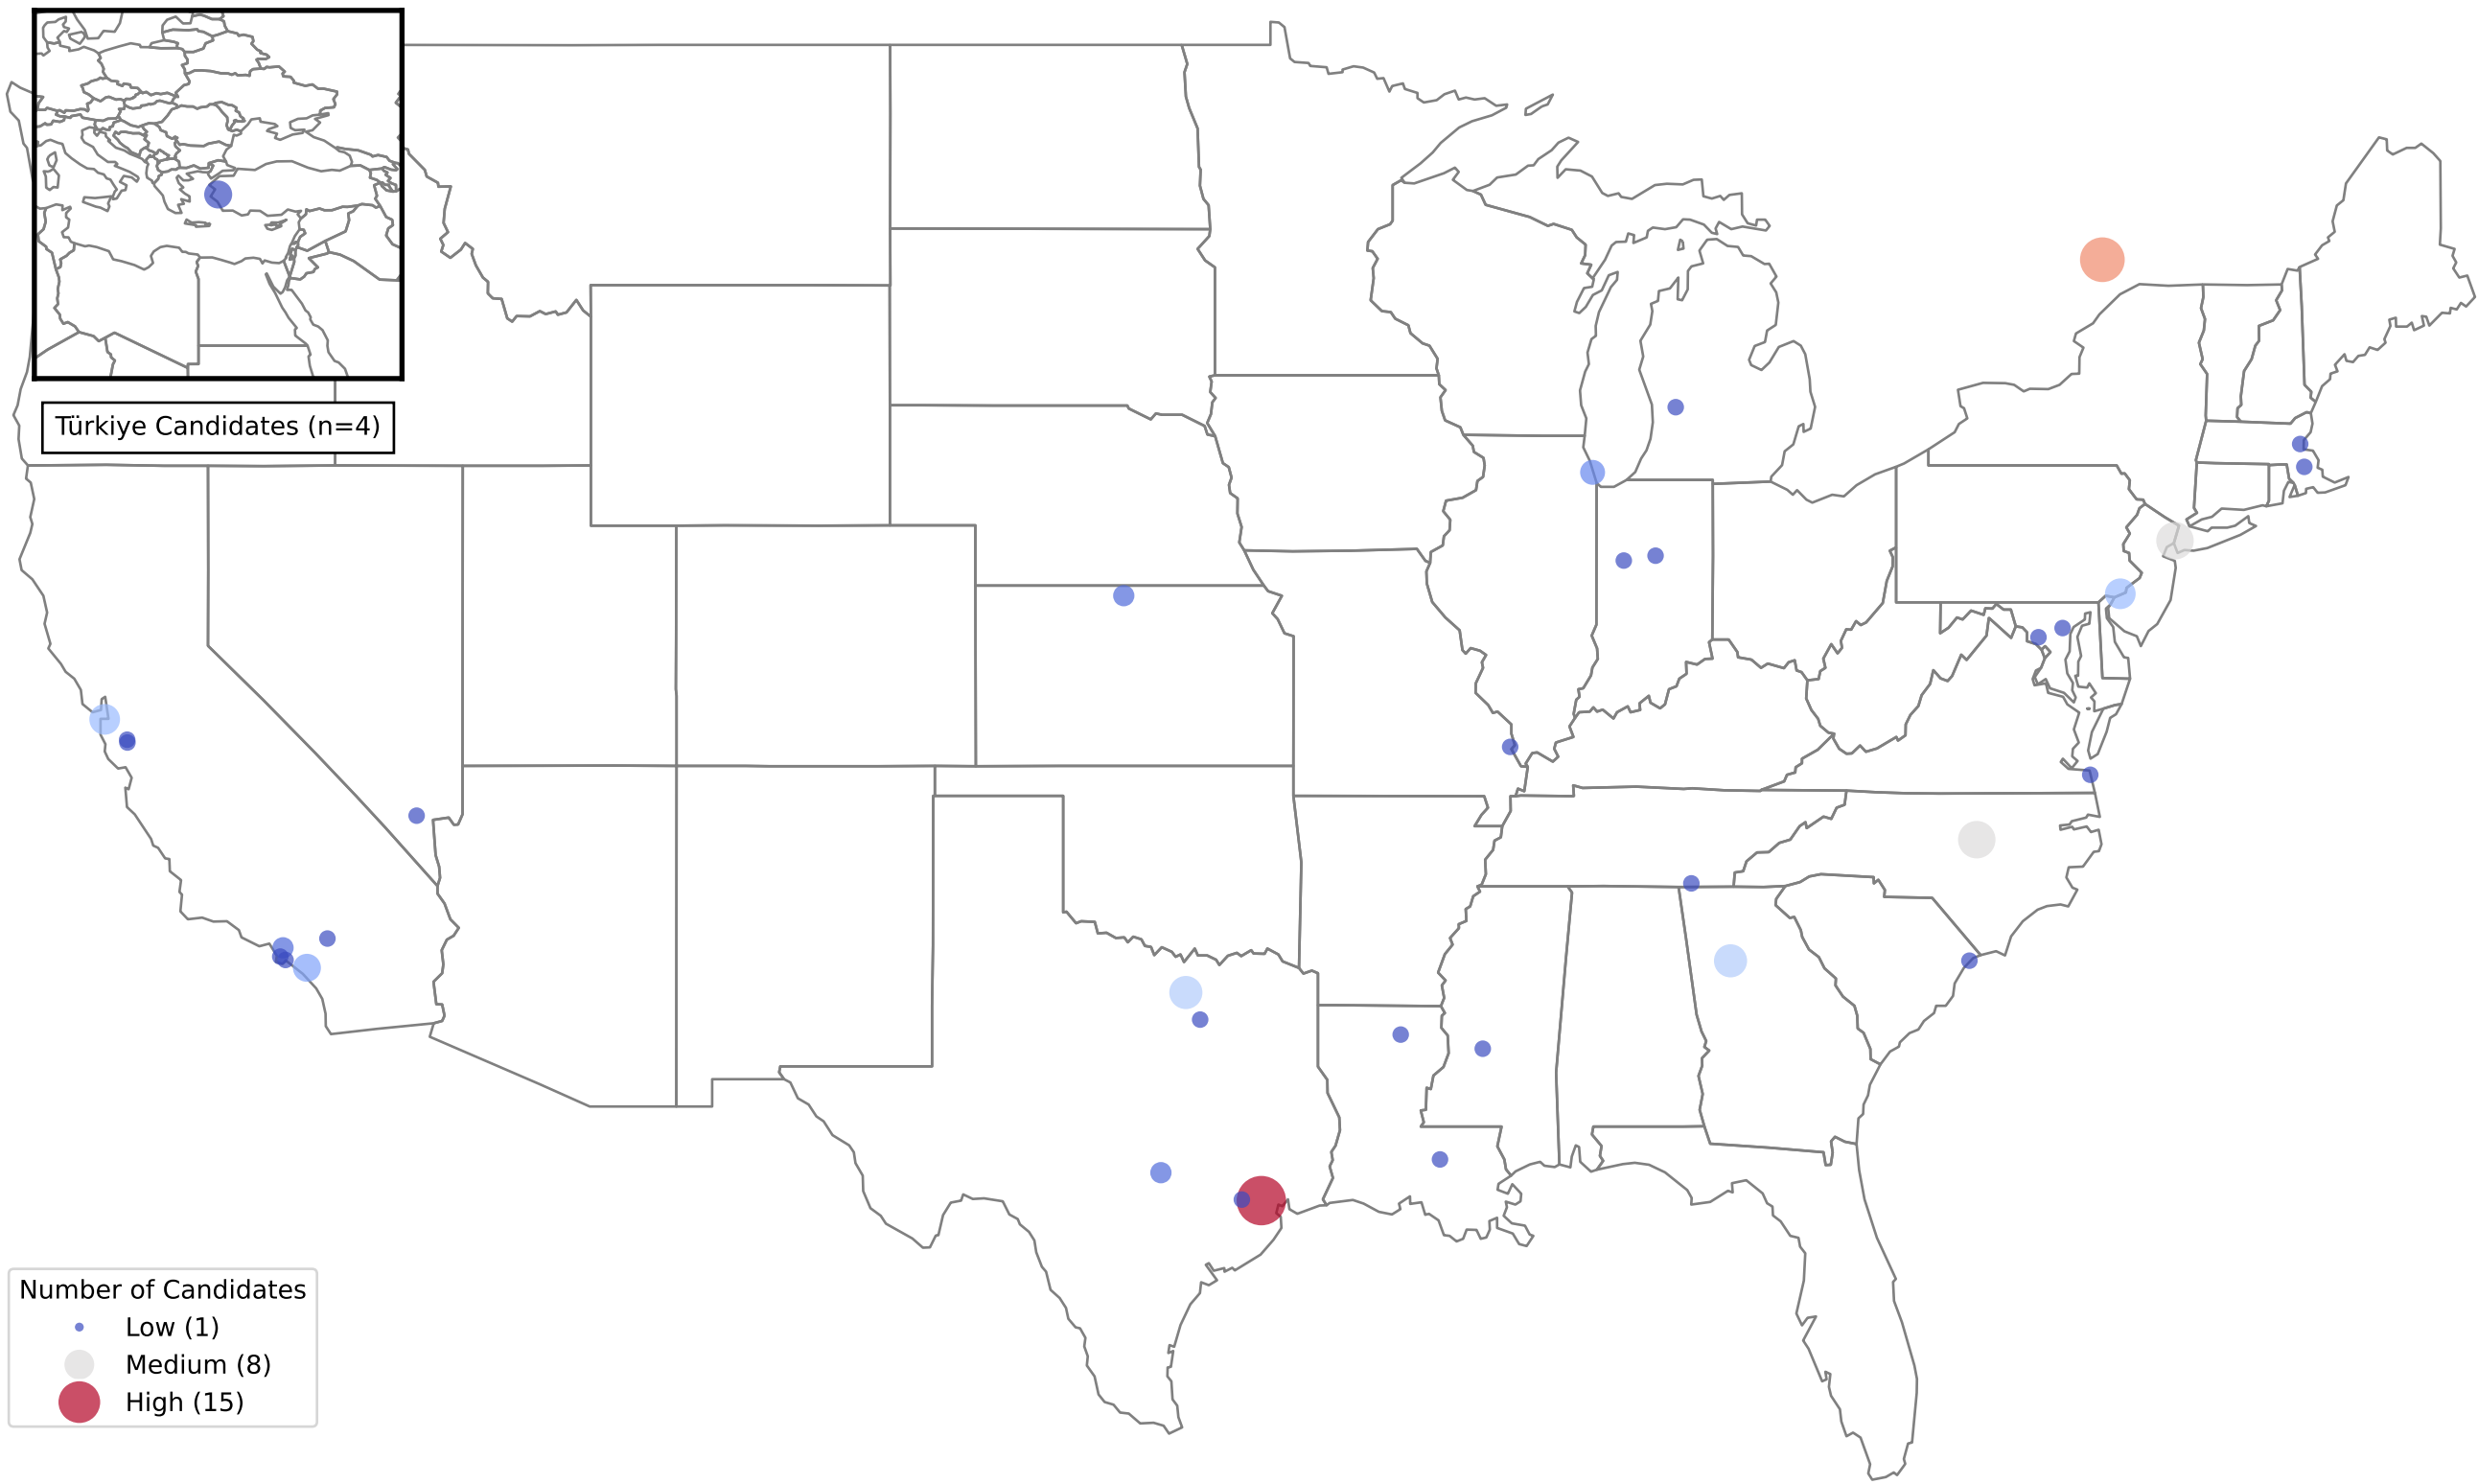 Türkiye Candidates (n=4)
Number of Candidates
Low (1)
Medium (8)
High (15)